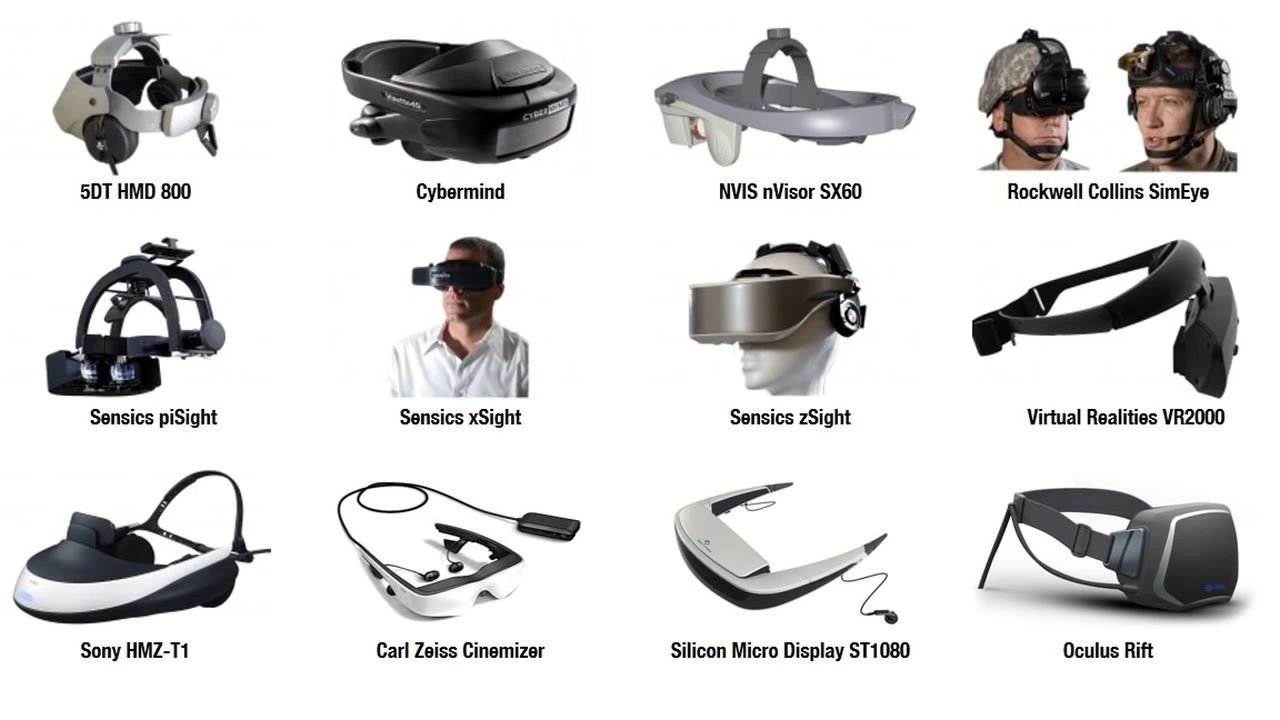 5DT HMD 800
Cybermind
NVIS nVisor SX60
Rockwell Collins SimEye
Sensics piSight
Sensics xSight
Sensics zSight
Virtual Realities VR2000
Sony HMZ-T1
Carl Zeiss Cinemizer
Silicon Micro Display ST1080
Oculus Rift